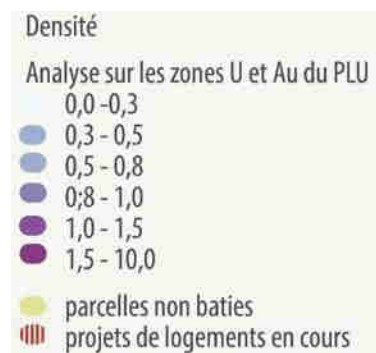 Densité
Analyse sur les zones U et Au du PLU
0,0 -0,3
0,3 - 0,5
0,5 - 0,8
0;8 - 1,0
1,0 - 1,5
1,5 - 10,0
parcelles non baties
projets de logements en cours